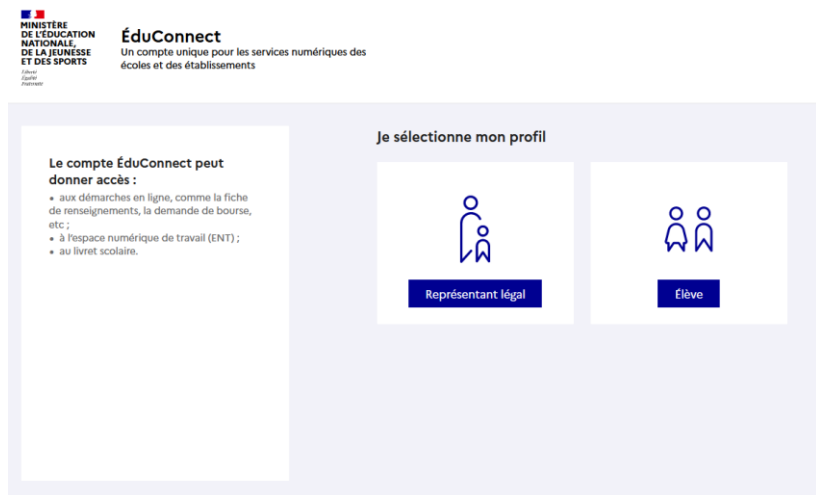 MINISTÈRE
DE L'ÉDUCATION
NATIONALE,
DE LA JEUNESSE
ET DES SPORTS
Liberté
Égalité
Fraternité
ÉduConnect
Un compte unique pour les services numériques des
écoles et des établissements
Le compte ÉduConnect peut
donner accès :
• aux démarches en ligne, comme la fiche
de renseignements, la demande de bourse,
etc ;
• à l'espace numérique de travail (ENT) ;
• au livret scolaire.
Je sélectionne mon profil
Représentant légal
Élève